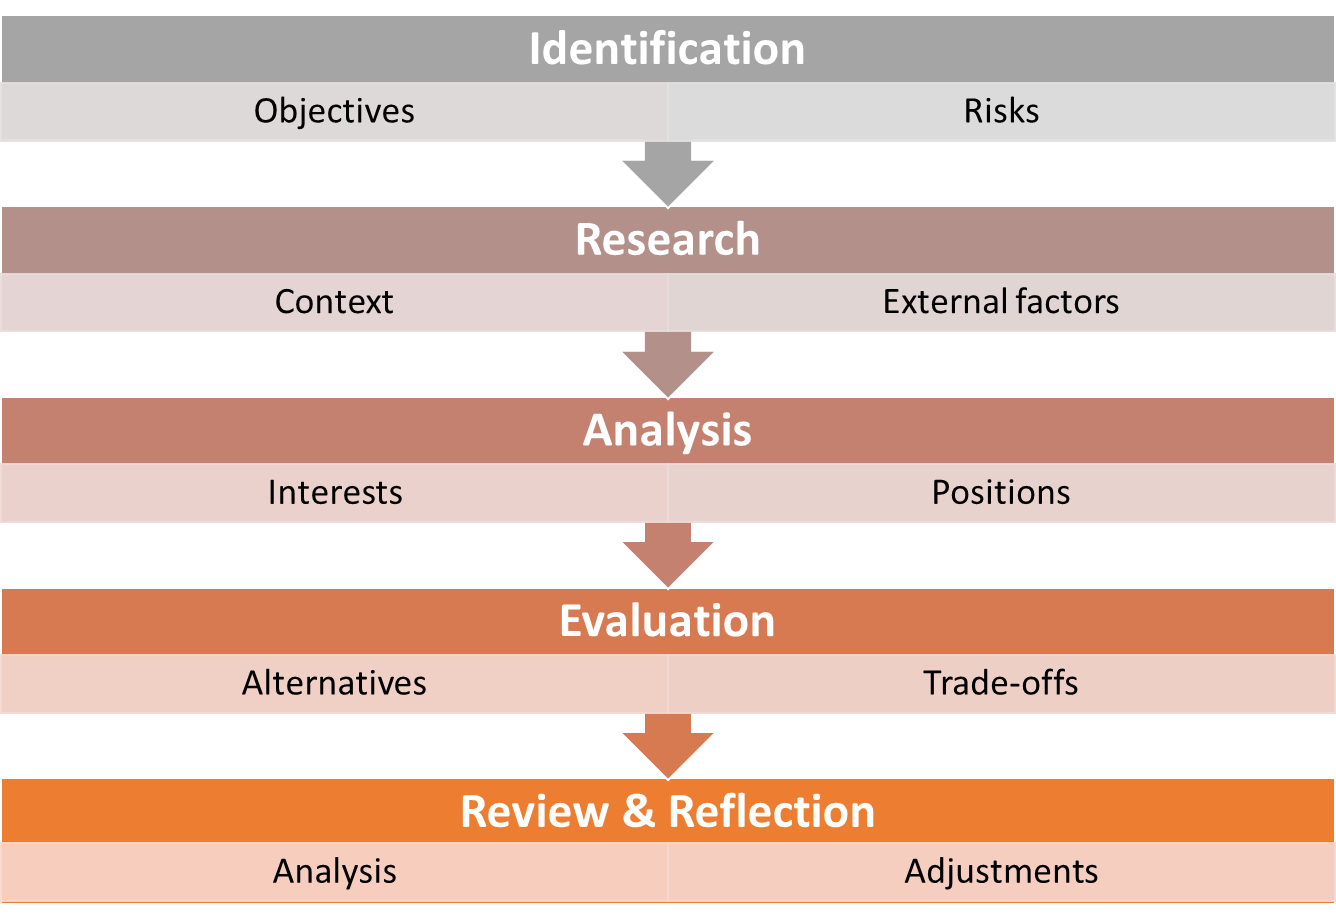 Identification
Objectives Risks
Research
Context External factors
Analysis
Interests Positions
Evaluation
Alternatives Trade-offs
Review & Reflection
Analysis Adjustments